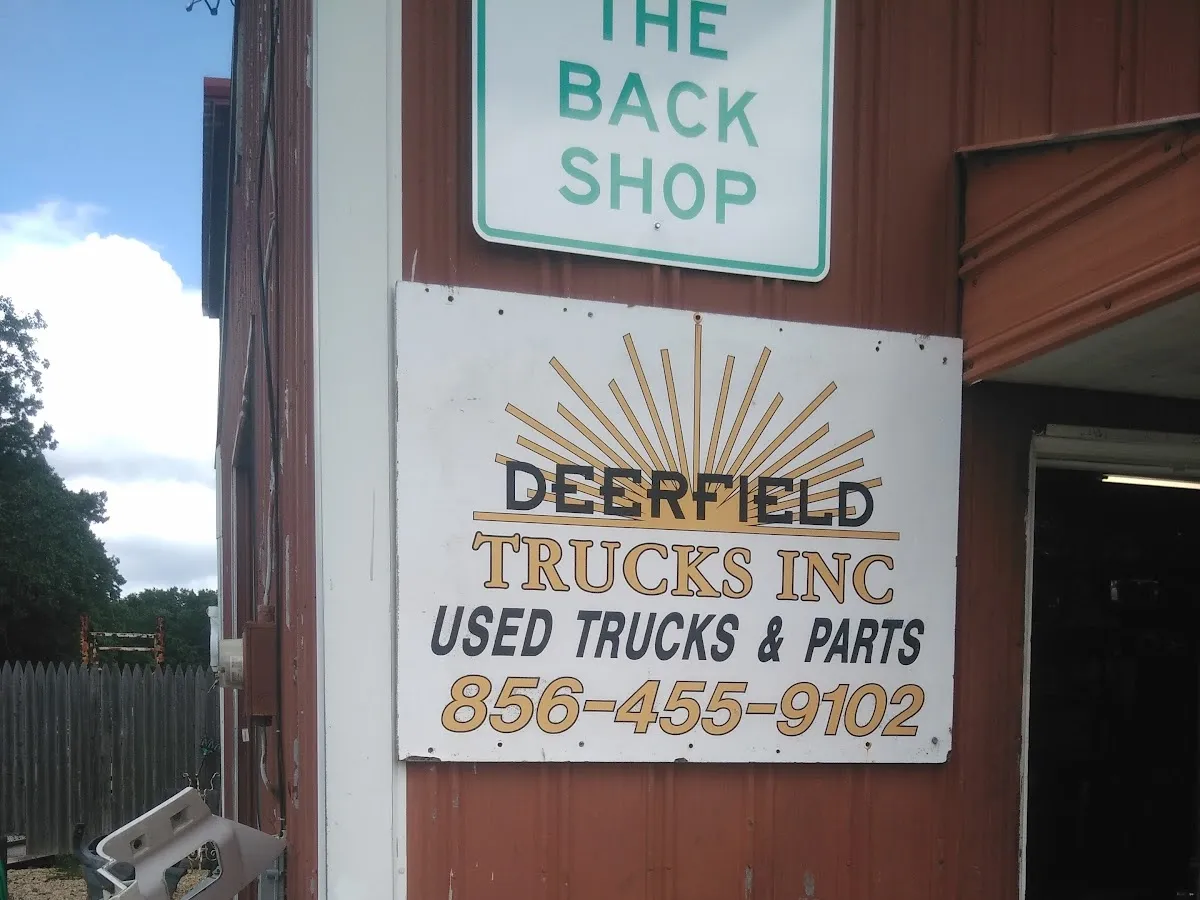 THE
BACK
SHOP
DEERFIELD
TRUCKS INC
USED TRUCKS & PARTS
856-455-9102